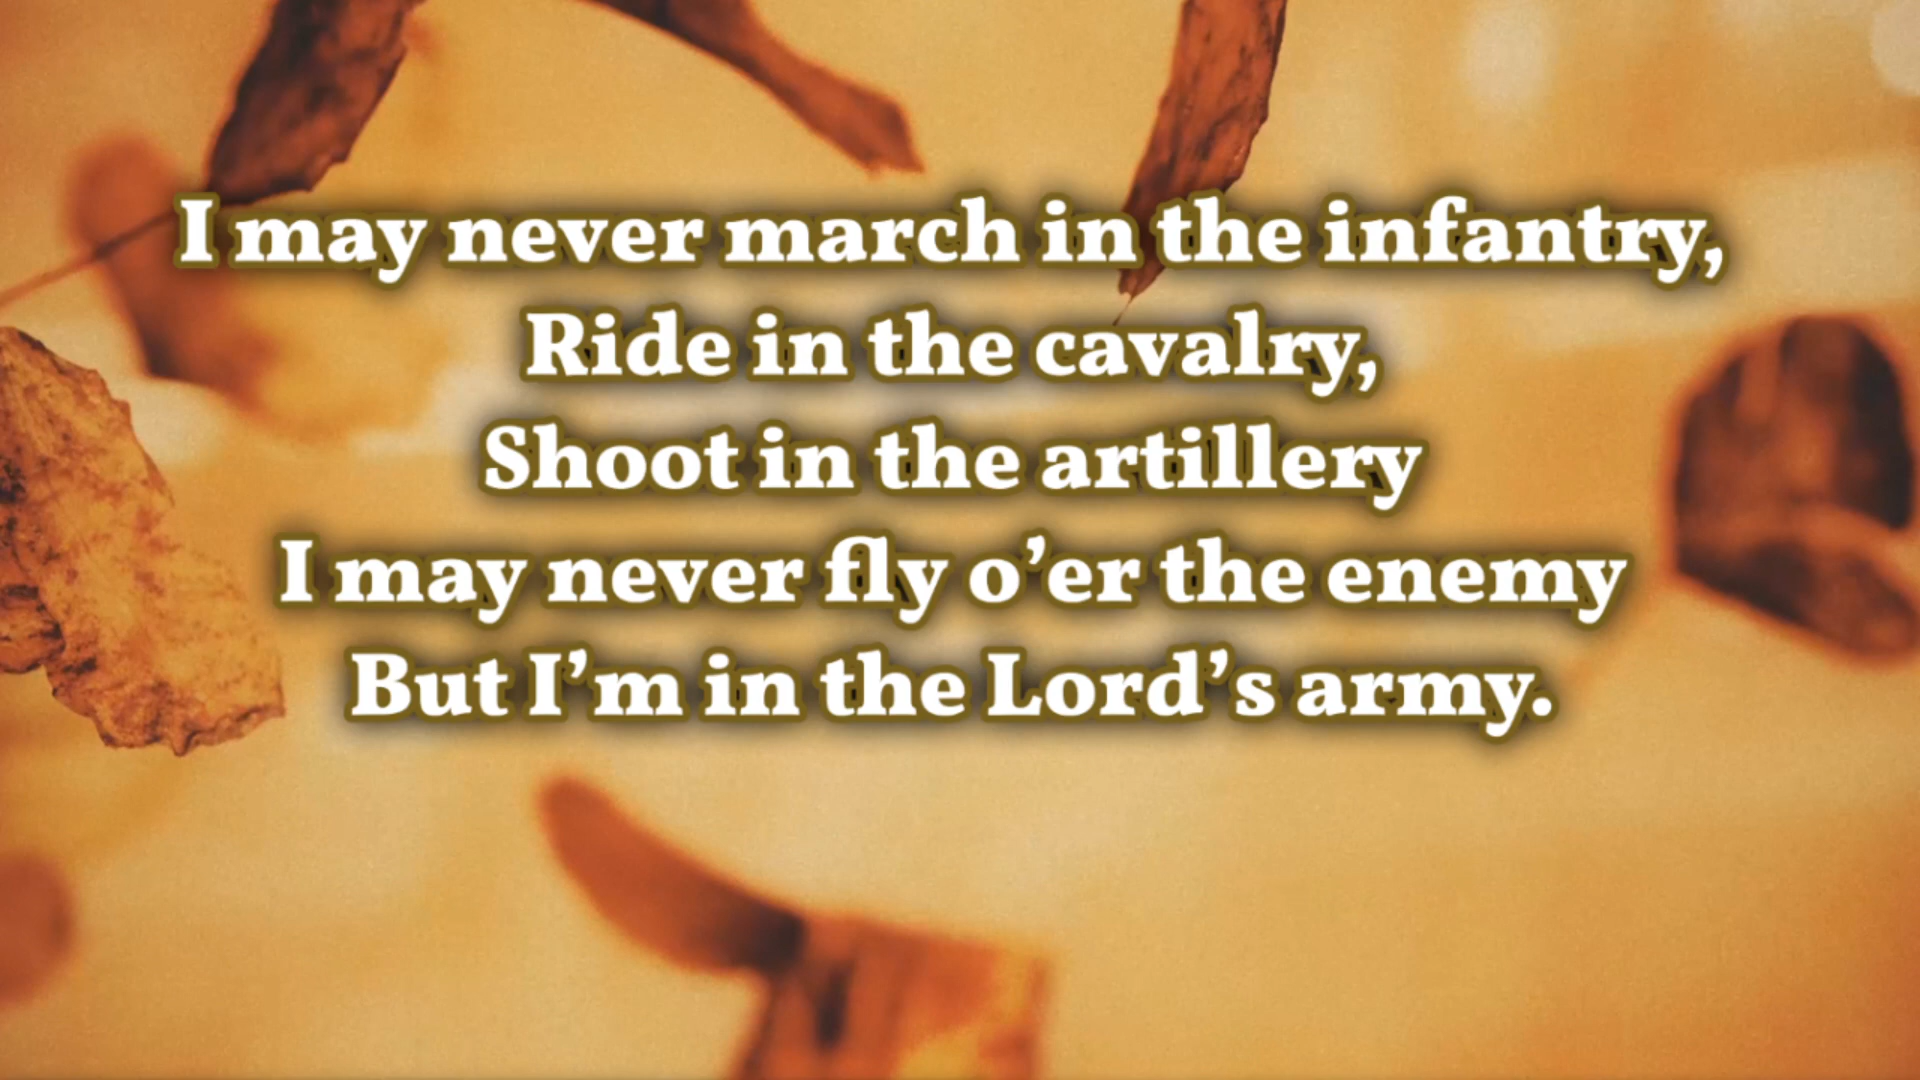 I may never march in the infantry,
Ride in the cavalry,
Shoot in the artillery
I may never fly o’er the enemy
But I’m in the Lord’s army.